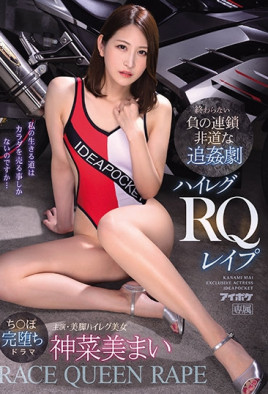 終わらない
負の連鎖
非道な
追姦劇
私の生きる道は
カラダを売る事しか
ないのですか…
IDEAPOCKET
ハイレグ
RQ
レイプ
KANAMI MAI
EXCLUSIVE ACTRESS
IDEAPOCKET
アイポケ
専属
ち○ぽ
完堕ち
ドラマ
主演・美脚ハイレグ美女
神菜美まい
RACE QUEEN RAPE